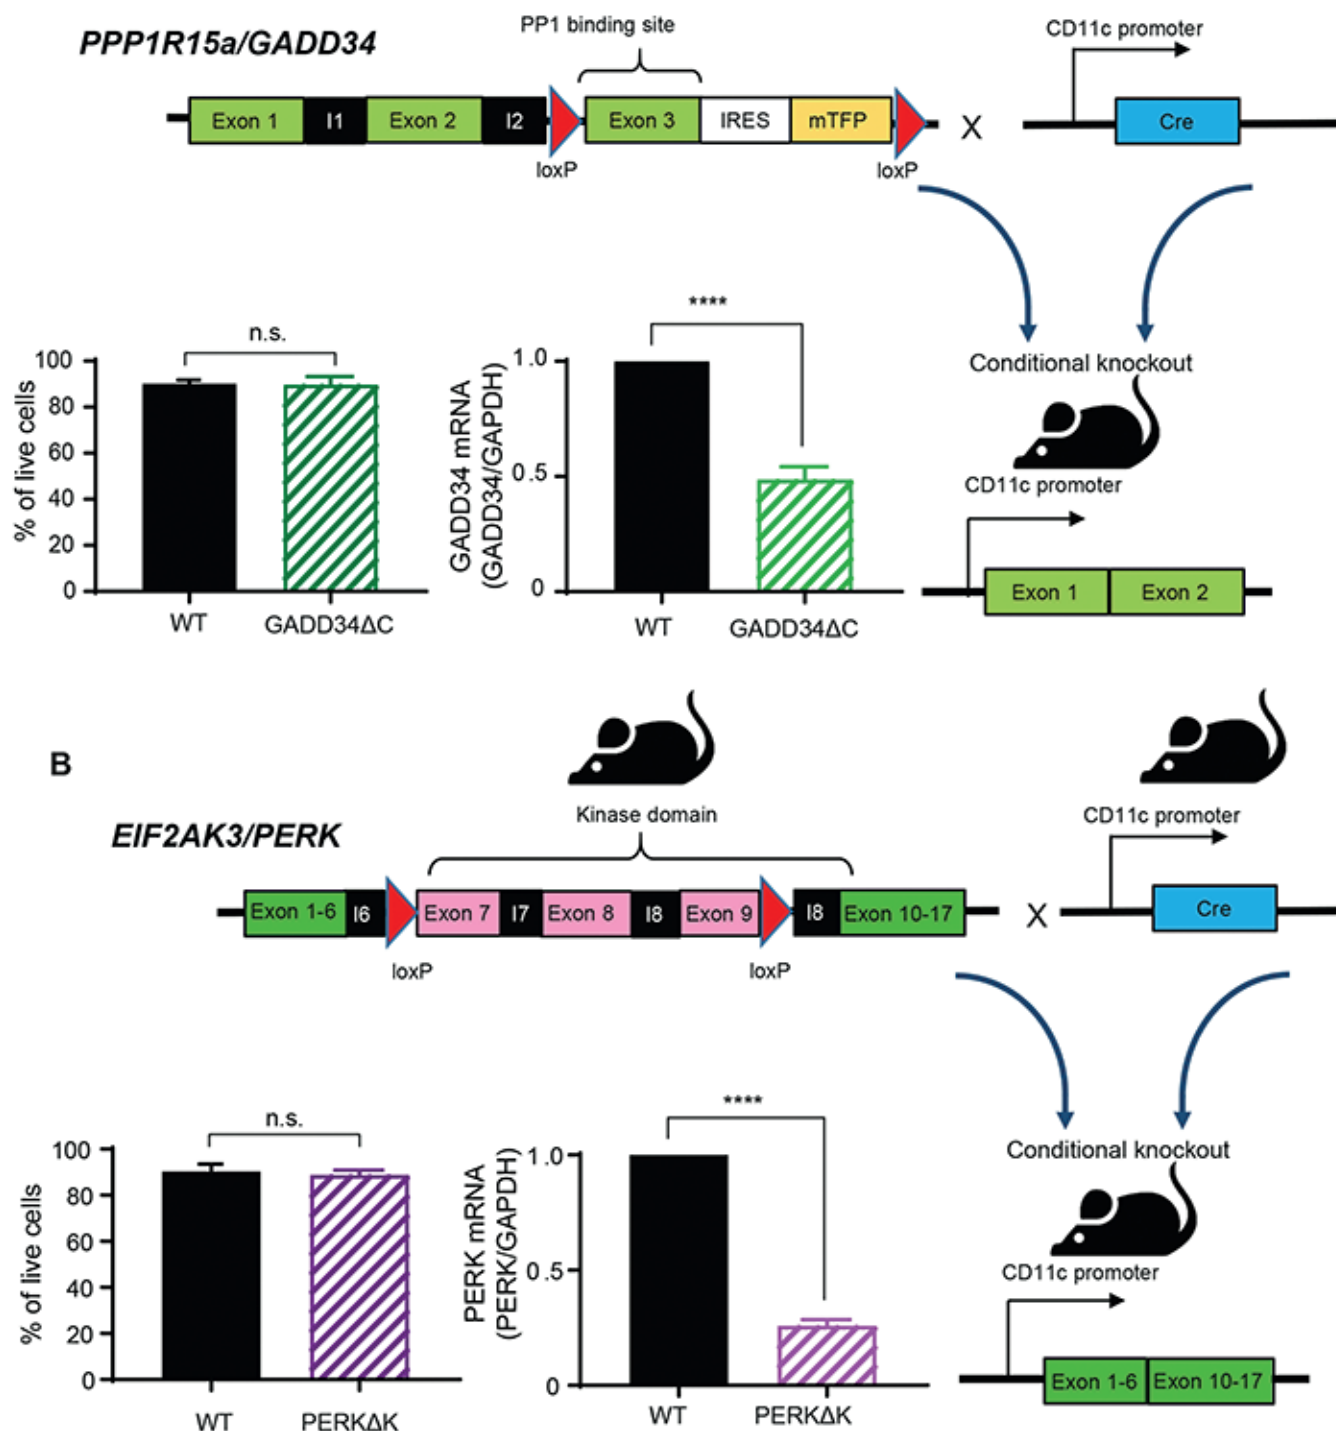 PPP1R15a/GADD34
PP1 binding site
CD11c promoter
Exon 1 I1 Exon 2 I2 Exon 3 IRES mTFP X Cre
loxP loxP
n.s.
100
80
60
40
20
0
% of live cells
WT GADD34ΔC
****
1.0
0.5
0
GADD34 mRNA
(GADD34/GAPDH)
WT GADD34ΔC
Conditional knockout
CD11c promoter
Exon 1 Exon 2
B
EIF2AK3/PERK
Kinase domain
CD11c promoter
Exon 1-6 I6 Exon 7 I7 Exon 8 I8 Exon 9 I8 Exon 10-17 X Cre
loxP loxP
n.s.
100
80
60
40
20
0
% of live cells
WT PERKΔK
****
1.0
0.5
0
PERK mRNA
(PERK/GAPDH)
WT PERKΔK
Conditional knockout
CD11c promoter
Exon 1-6 Exon 10-17